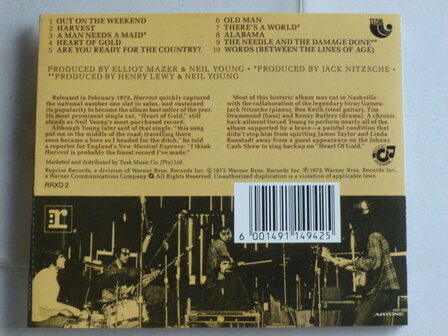 TUSK
1 OUT ON THE WEEKEND
2 HARVEST
3 A MAN NEEDS A MAID*
4 HEART OF GOLD
5 ARE YOU READY FOR THE COUNTRY?
6 OLD MAN
7 THERE'S A WORLD*
8 ALABAMA
9 THE NEEDLE AND THE DAMAGE DONE**
10 WORDS (BETWEEN THE LINES OF AGE)
PRODUCED BY ELLIOT MAZER & NEIL YOUNG • *PRODUCED BY JACK NITZSCHE •
**PRODUCED BY HENRY LEWY & NEIL YOUNG
Released in February 1972, Harvest quickly captured
the national number one slot in sales, and sustained
its popularity to become the album best seller of the year.
Its most prominent single cut, "Heart of Gold," still
stands as Neil Young's most-purchased record.
Although Young later said of that single, "this song
put me in the middle of the road; travelling there
soon became a bore so I headed for the ditch," he told
a reporter for England's New Musical Express: "I think
Harvest is probably the finest record I've made."
Most of this historic album was cut in Nashville
with the collaboration of the legendary Stray Gators:
Jack Nitzsche (piano), Ben Keith (steel guitar), Tim
Drummond (bass) and Kenny Buttrey (drums). A chronic
back ailment forced Young to perform nearly all of the
album supported by a brace – a painful condition that
didn't stop him from spiriting James Taylor and Linda
Ronstadt away from a guest appearance on the Johnny
Cash Show to sing backup on "Heart Of Gold."
Marketed and distributed by Tusk Music Co. (Pty) Ltd.
Reprise Records, a division of Warner Bros. Records Inc., a Warner
Communications Company. All Rights Reserved. Unauthorized duplication is a violation of applicable laws.
©1972 Warner Bros. Records Inc. ℗1972 Warner Bros. Records Inc.
RRXD 2
r
6 001491 149425
ARTONE